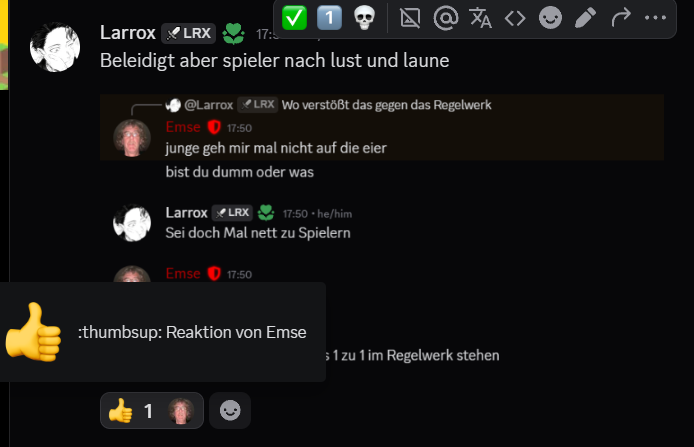 Larrox LRX 17:5
Beleidigt aber spieler nach lust und laune
@Larrox LRX Wo verstößt das gegen das Regelwerk
Emse 17:50
junge geh mir mal nicht auf die eier
bist du dumm oder was
Larrox LRX 17:50 • he/him
Sei doch Mal nett zu Spielern
Emse 17:50
:thumbsup: Reaktion von Emse
s 1 zu 1 im Regelwerk stehen
1